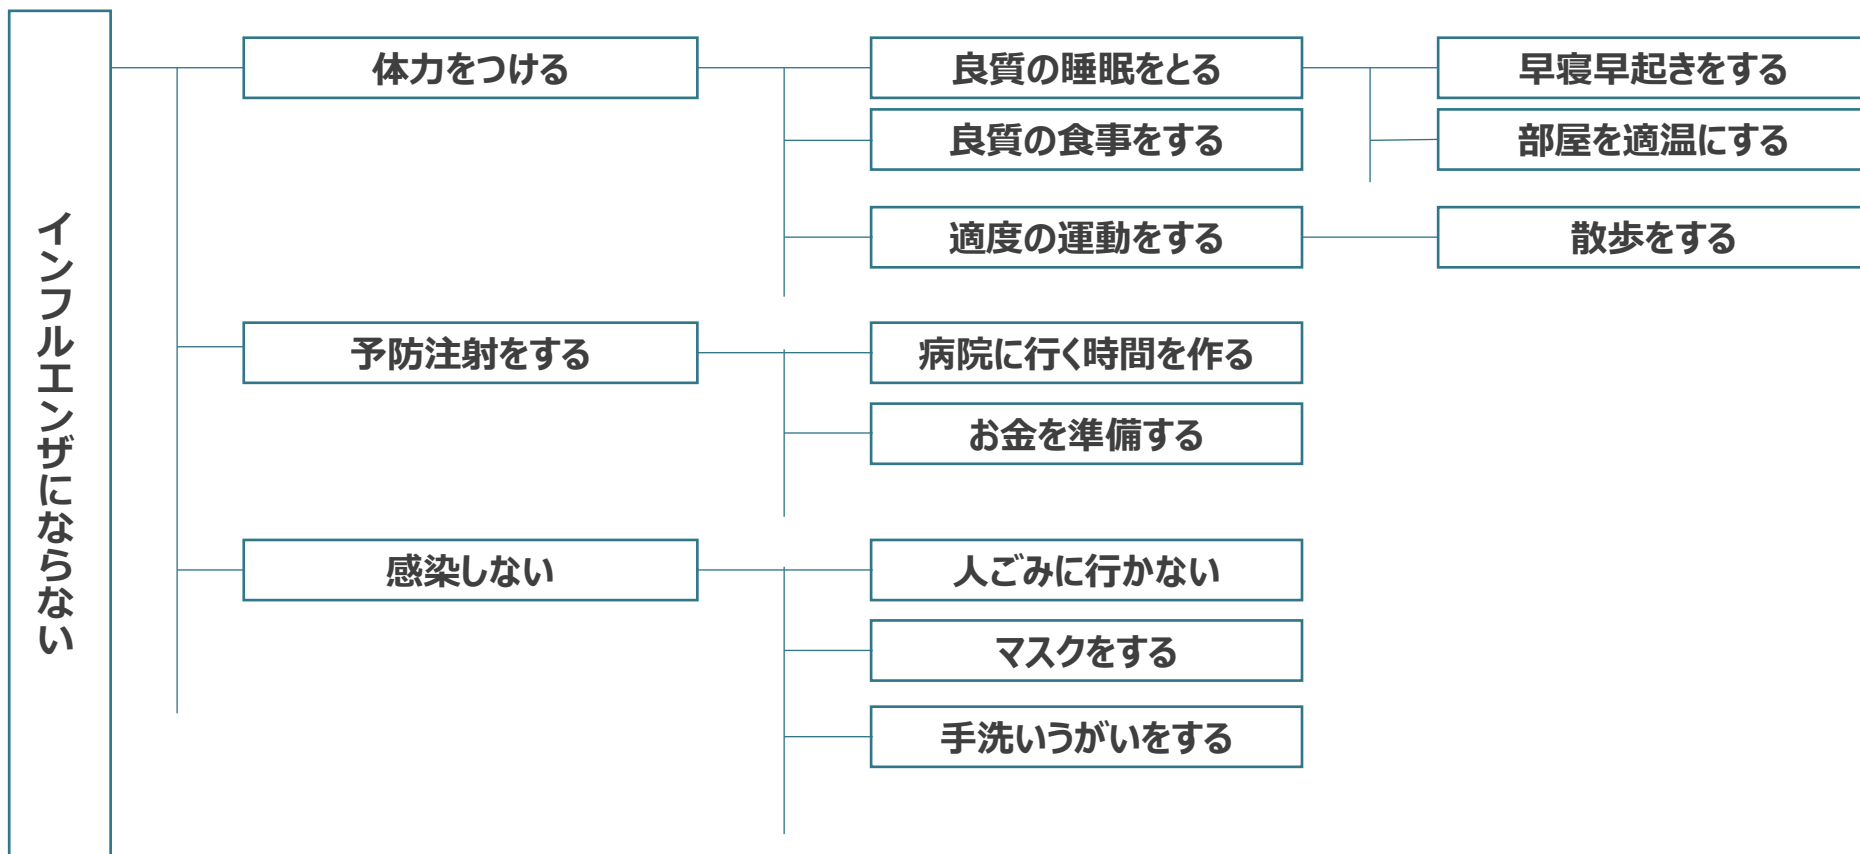 インフルエンザにならない
体力をつける
良質の睡眠をとる
早寝早起きをする
良質の食事をする
部屋を適温にする
適度の運動をする
散歩をする
予防注射をする
病院に行く時間を作る
お金を準備する
感染しない
人ごみに行かない
マスクをする
手洗いうがいをする